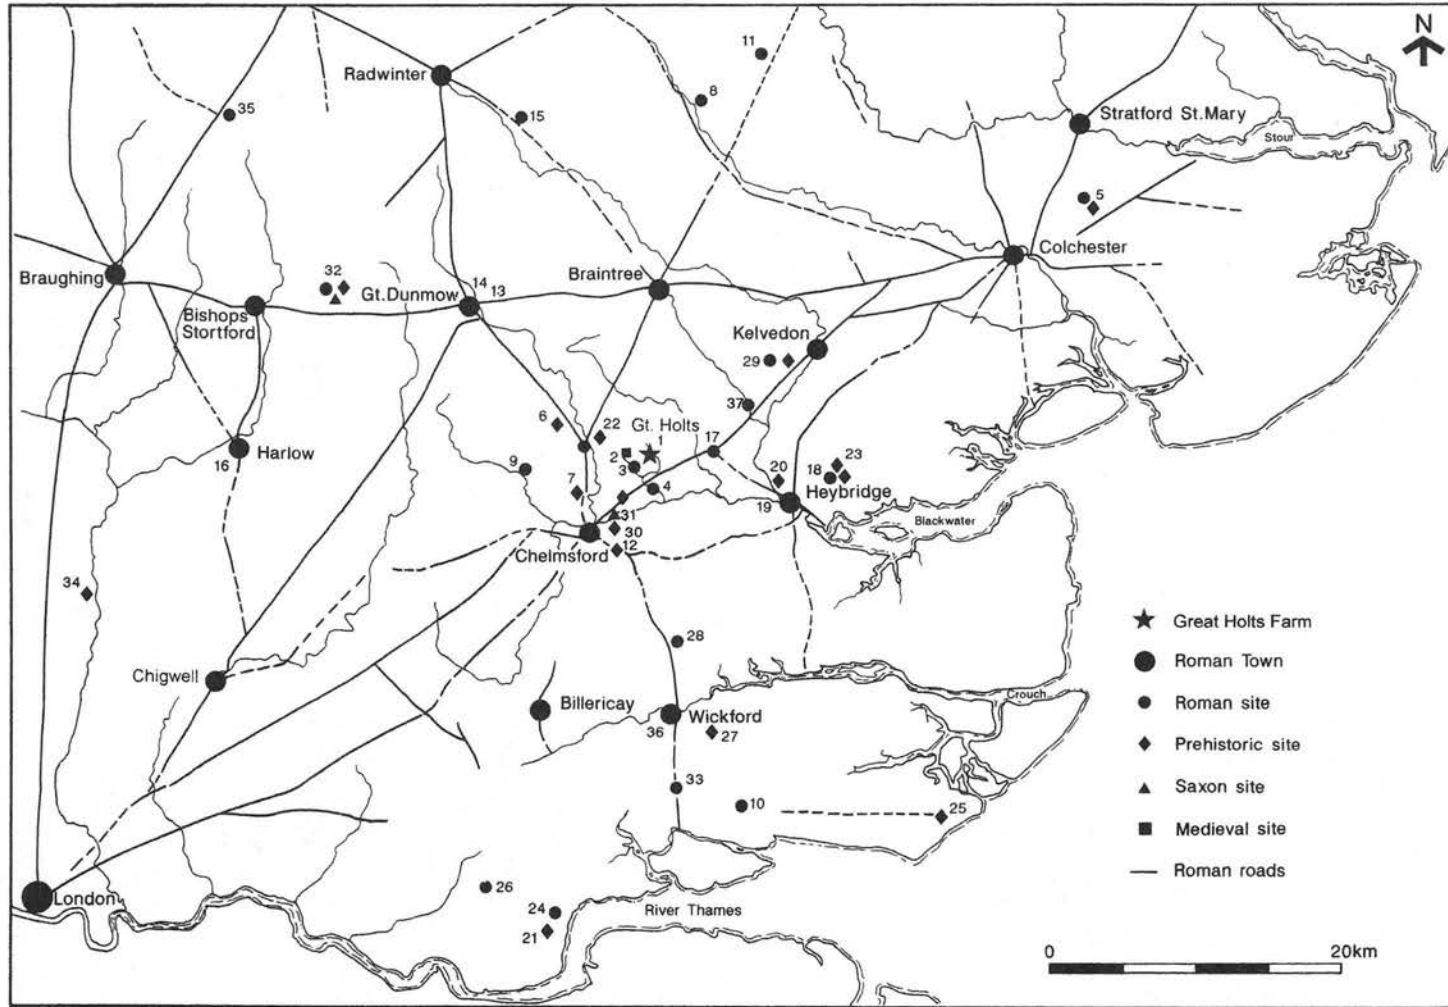 N
11
Radwinter
8
35
15
Stratford St.Mary
Stour
5
Colchester
Braughing
32
14
13
Gt.Dunmow
Braintree
Bishops
Stortford
Kelvedon
29
37
6
22
Gt. Holts
1
17
2
3
Harlow
16
9
7
4
20
23
18
Heybridge
19
31
30
Chelmsford
12
Blackwater
34
28
Great Holts Farm
Roman Town
Chigwell
Billericay
Wickford
36
27
Crouch
Roman site
Prehistoric site
33
10
25
Saxon site
Medieval site
Roman roads
London
26
24
21
River Thames
0
20km